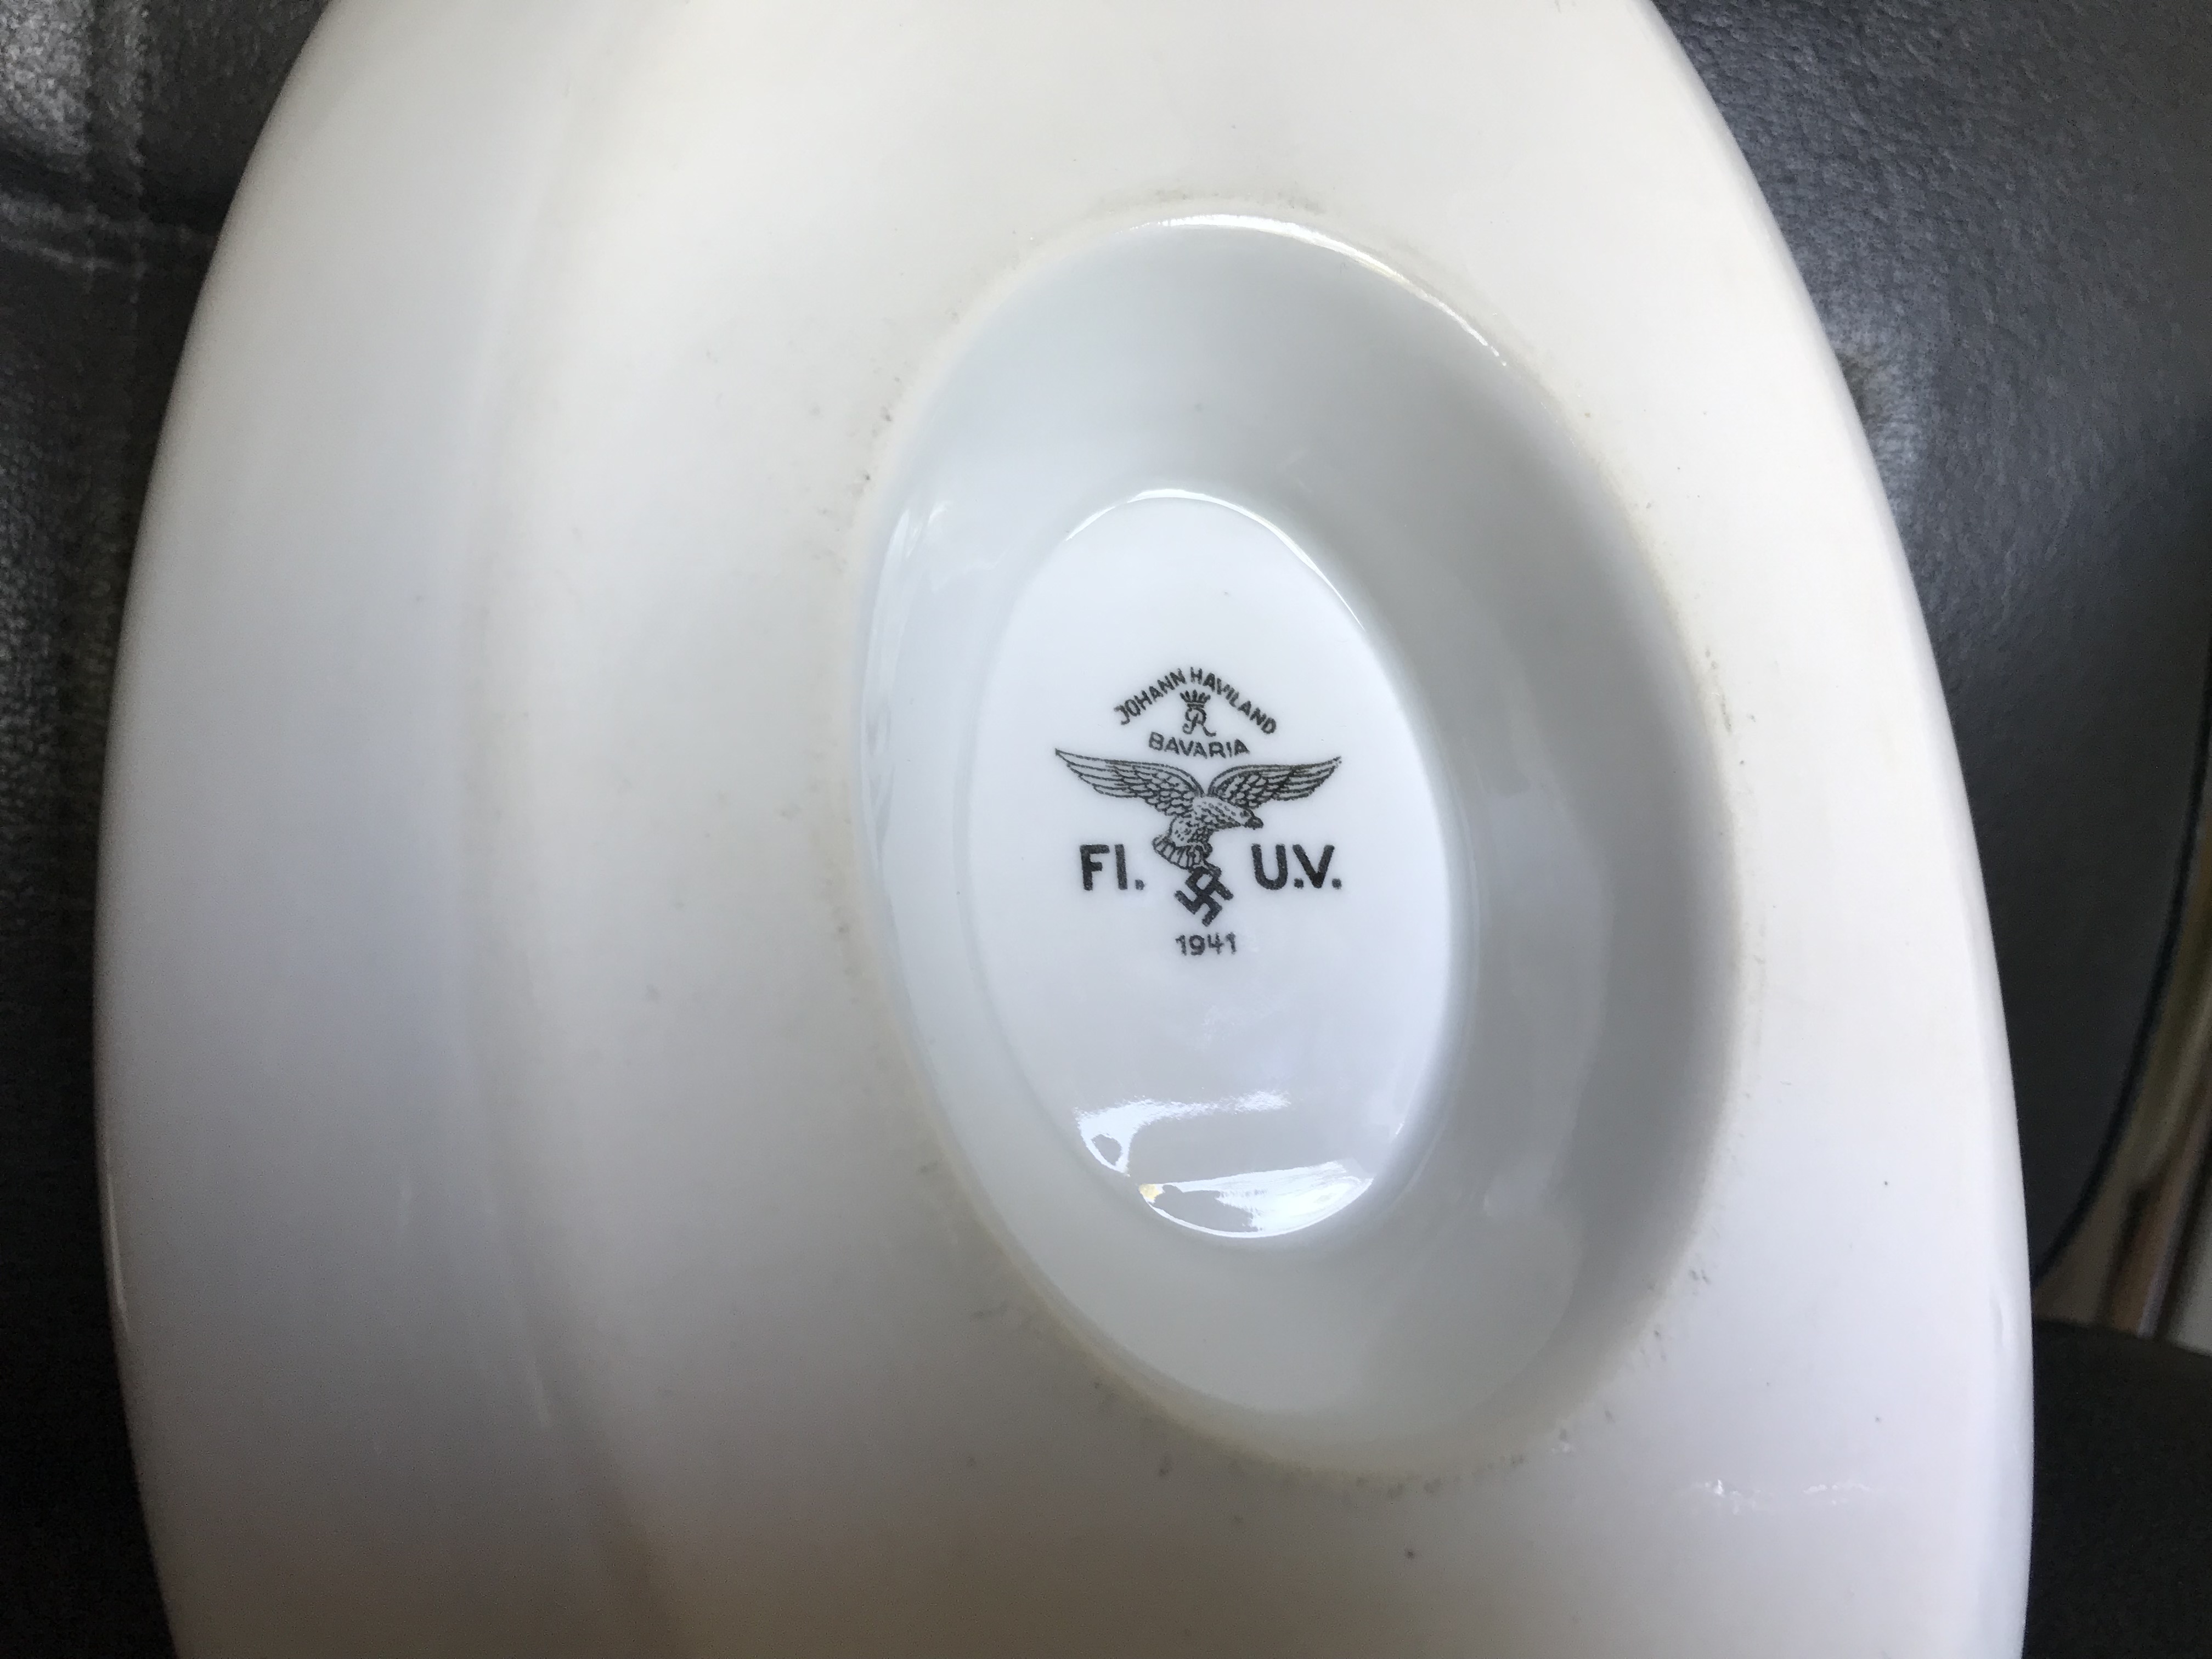 JOHANN HAVILAND
R
BAVARIA
Fl. U.V.
1941